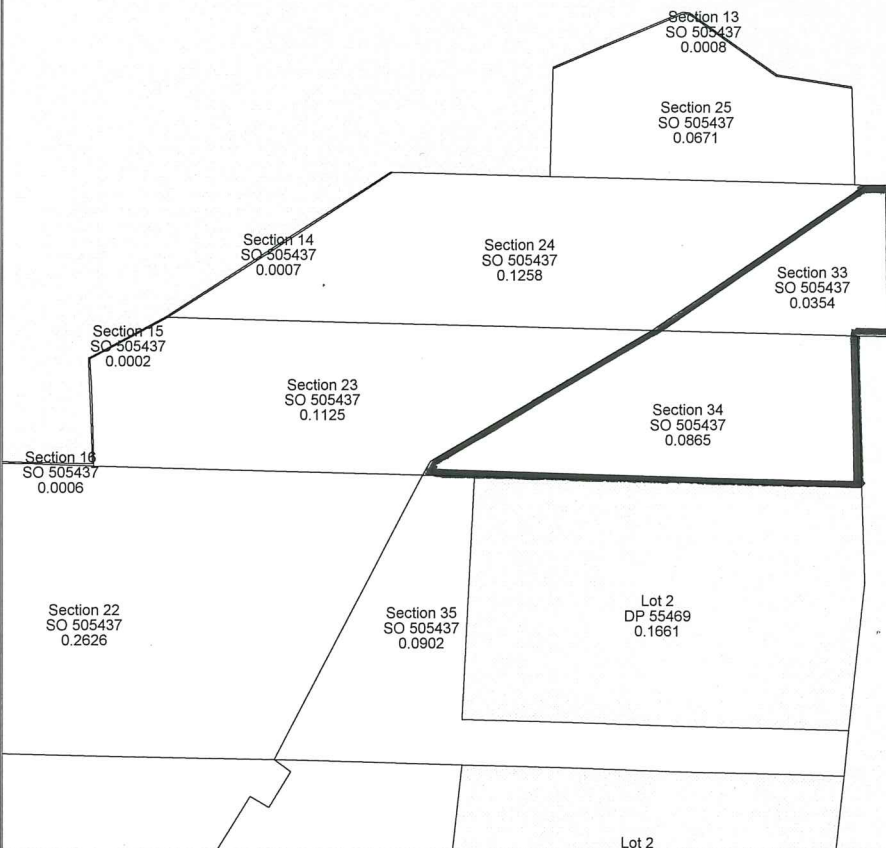 Section 13
SO 505437
0.0008
Section 25
SO 505437
0.0671
Section 14
SO 505437
0.0007
Section 24
SO 505437
0.1258
Section 33
SO 505437
0.0354
Section 15
SO 505437
0.0002
Section 23
SO 505437
0.1125
Section 34
SO 505437
0.0865
Section 16
SO 505437
0.0006
Section 22
SO 505437
0.2626
Section 35
SO 505437
0.0902
Lot 2
DP 55469
0.1661
Lot 2